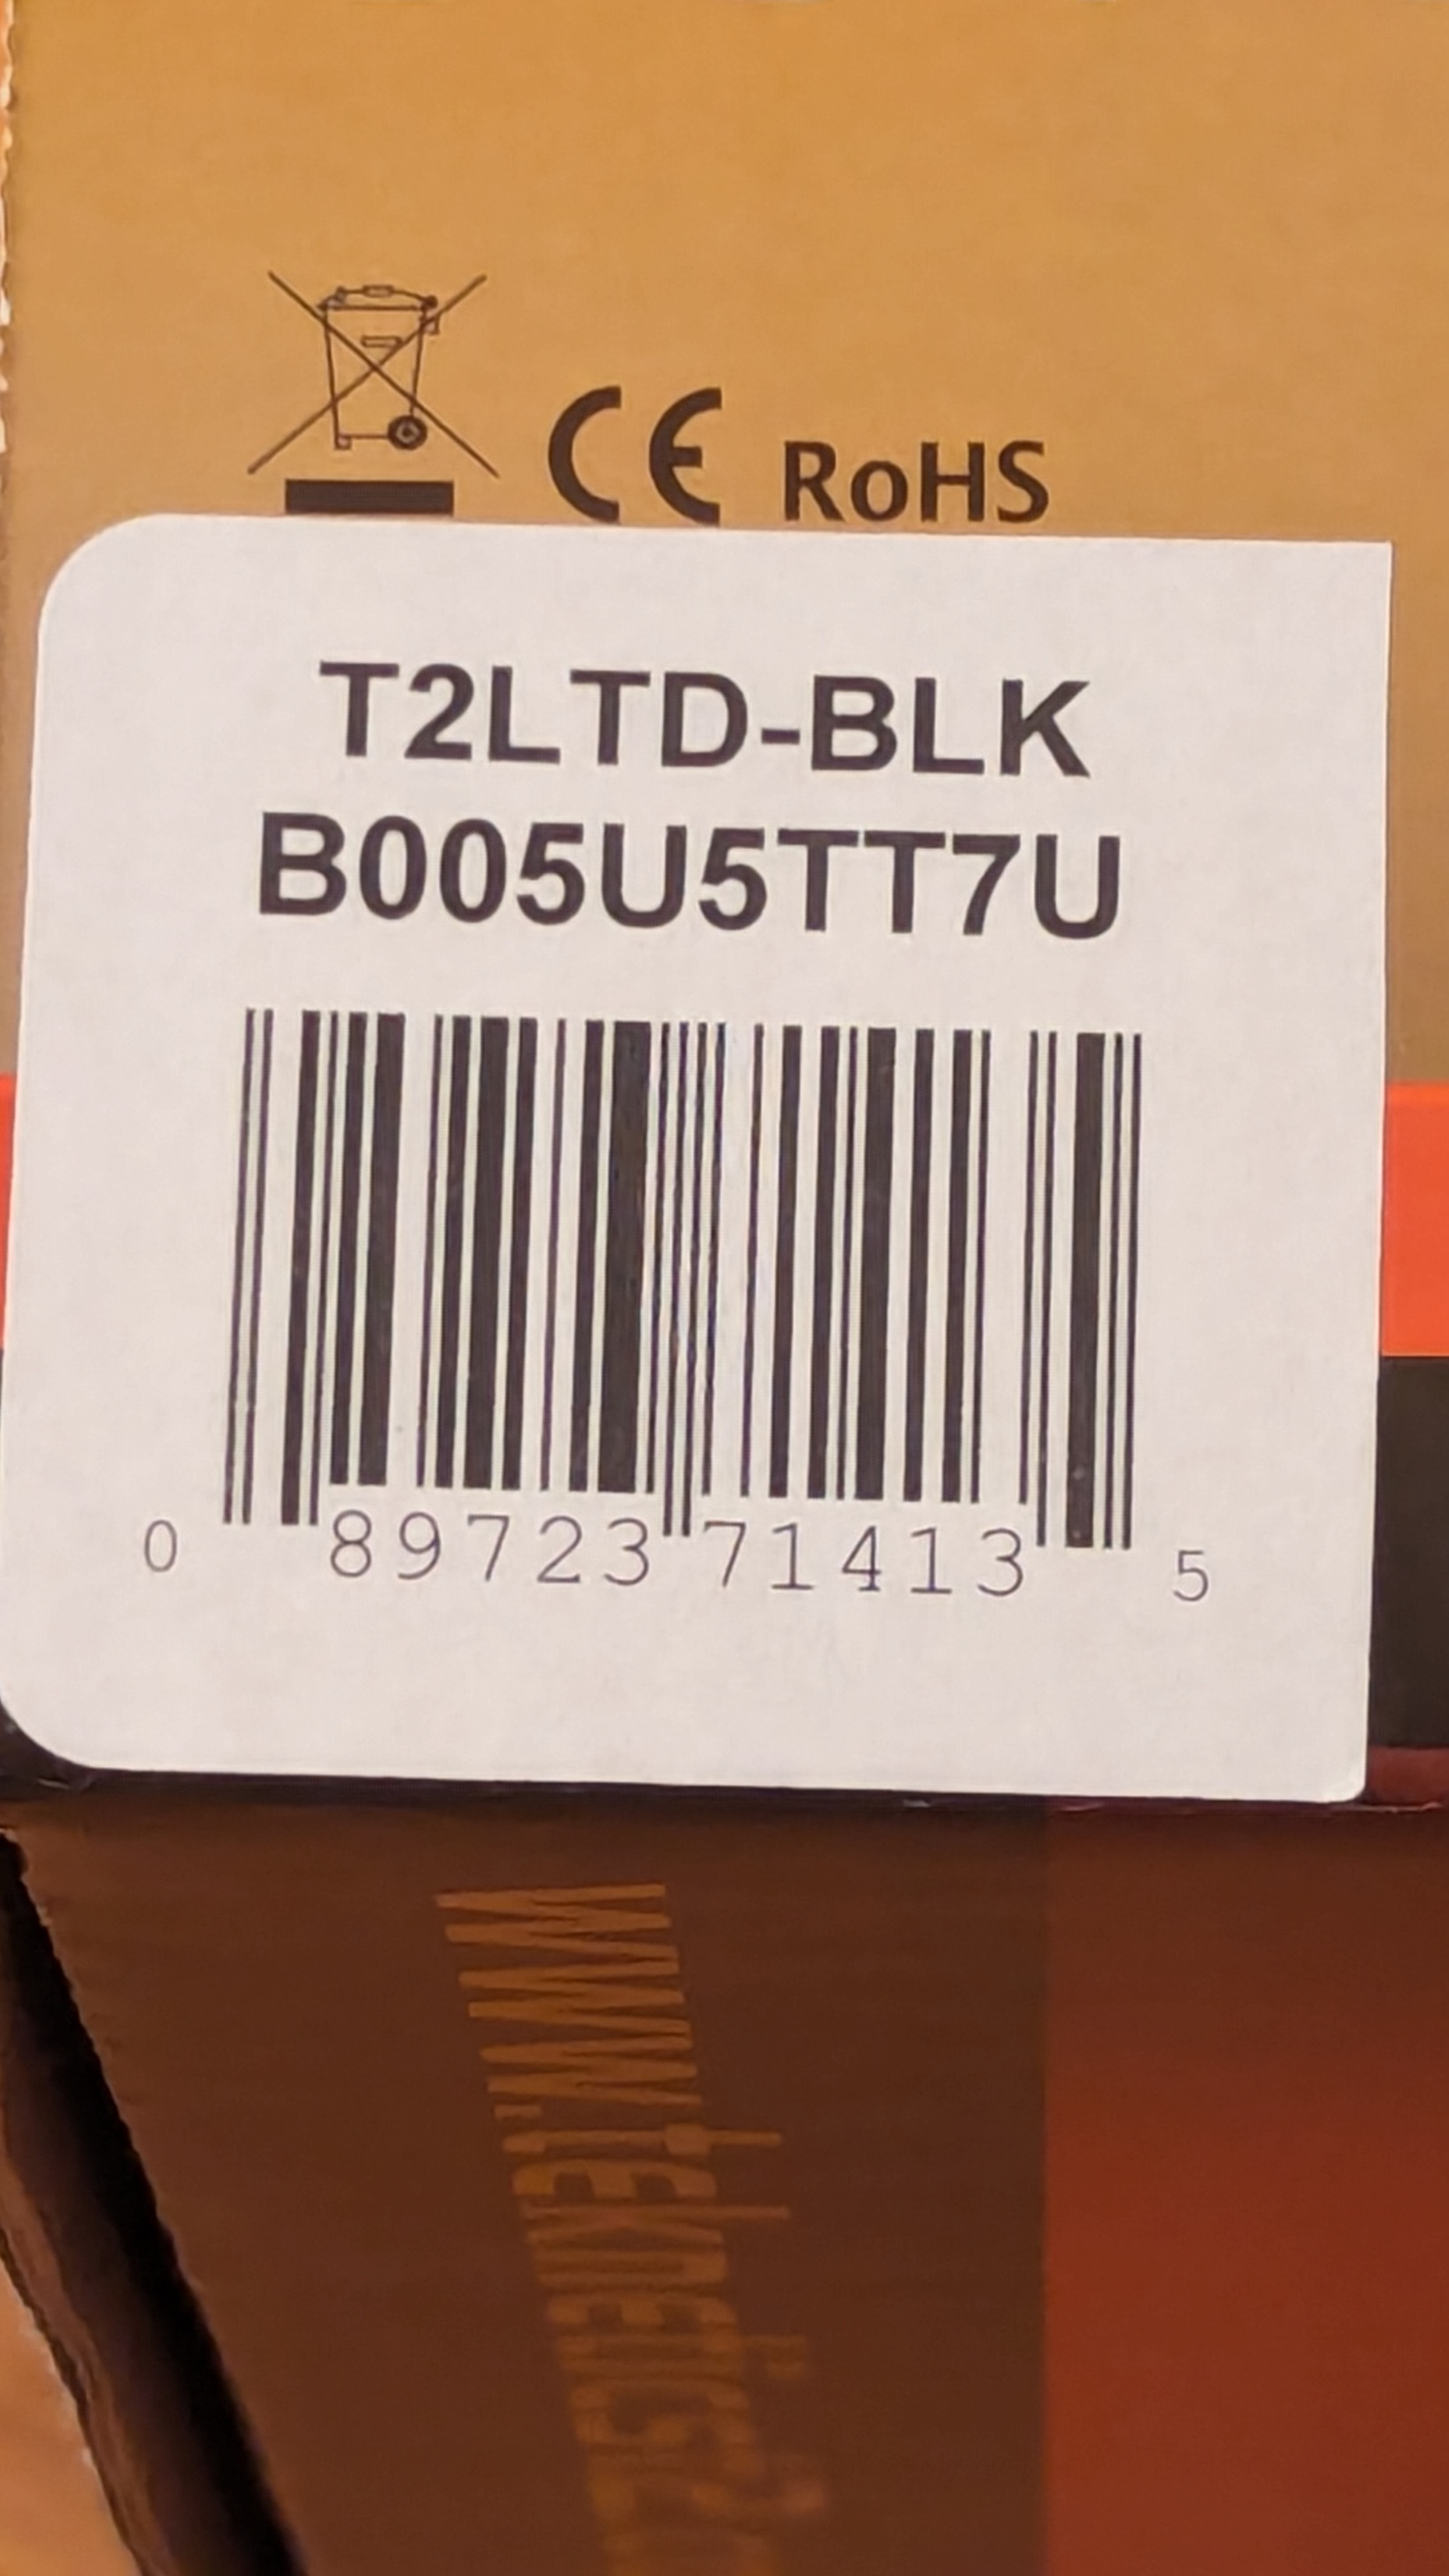 CE RoHS
T2LTD-BLK
B005U5TT7U
0 89723 71413 5